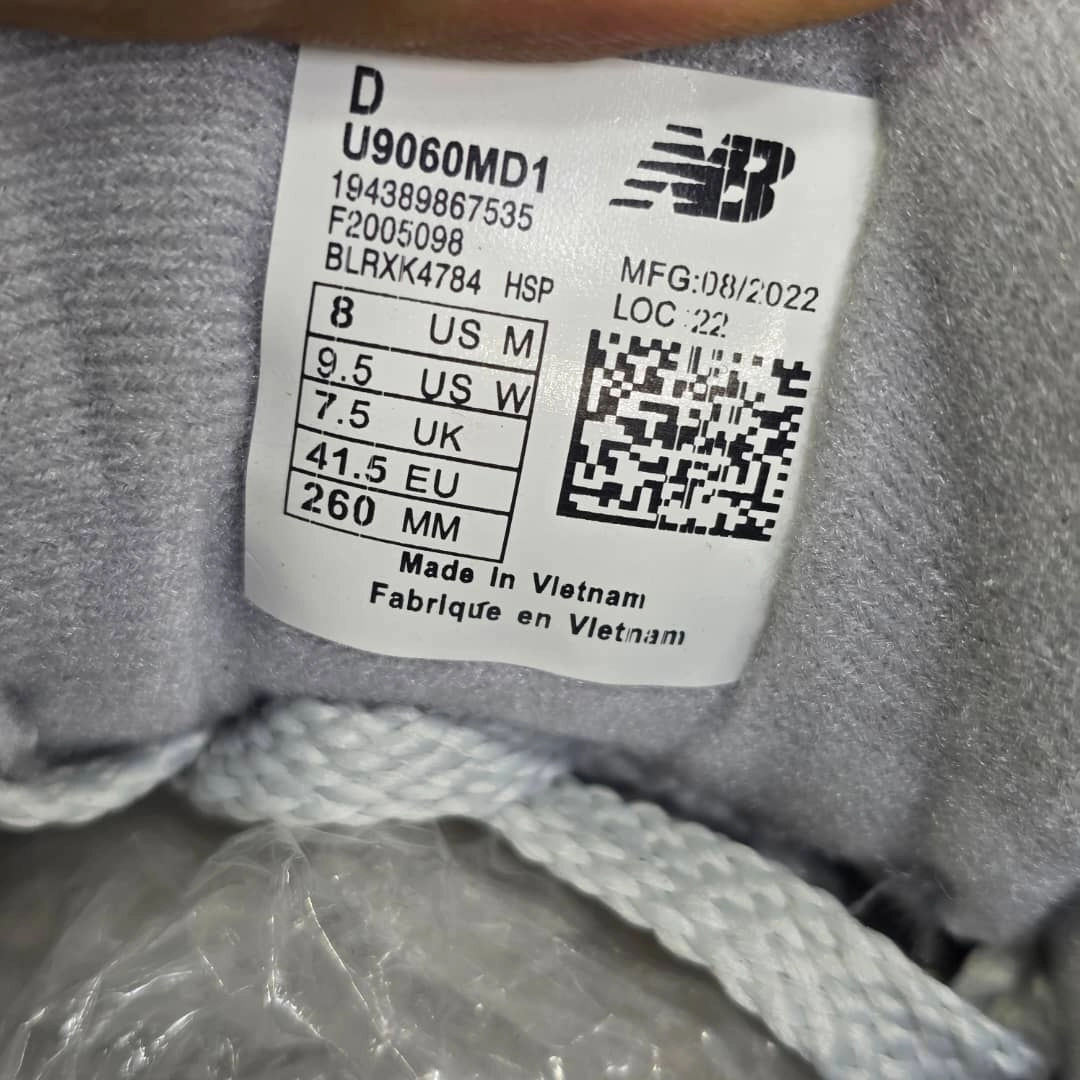 D
U9060MD1
194389867535
F2005098
BLRXK4784 HSP
8 US M
9.5 US W
7.5 UK
41.5 EU
260 MM
NB
MFG:08/2022
LOC :22
Made in Vietnam
Fabrique en Vietnam